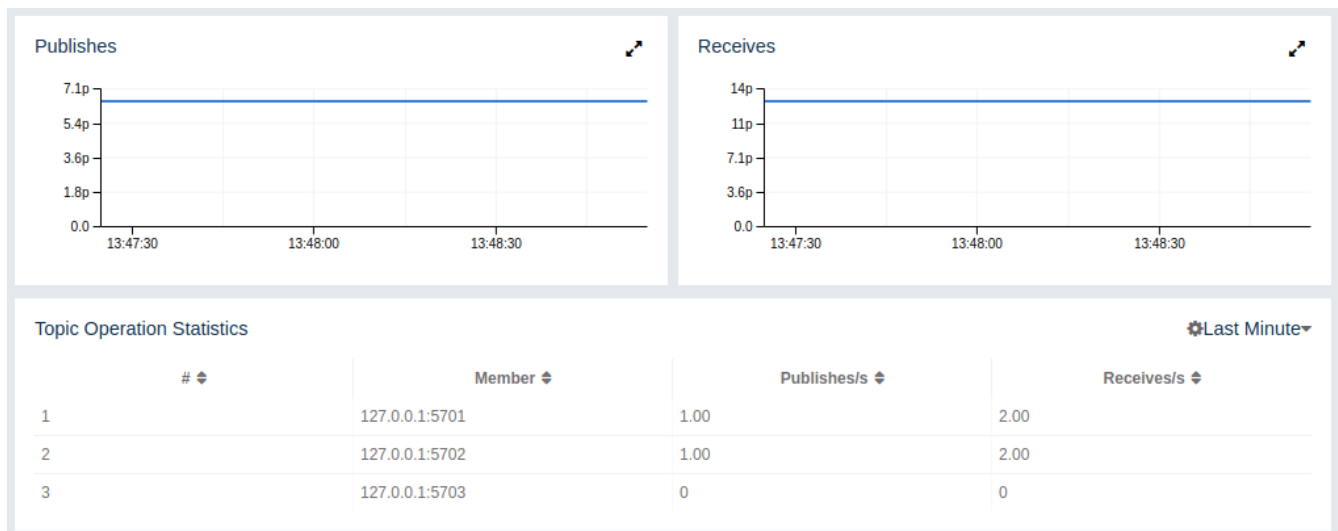 Publishes
7.1p
5.4p
3.6p
1.8p
0.0
13:47:30 13:48:00 13:48:30
Receives
14p
11p
7.1p
3.6p
0.0
13:47:30 13:48:00 13:48:30
Topic Operation Statistics Last Minute
# Member Publishes/s Receives/s
1 127.0.0.1:5701 1.00 2.00
2 127.0.0.1:5702 1.00 2.00
3 127.0.0.1:5703 0 0